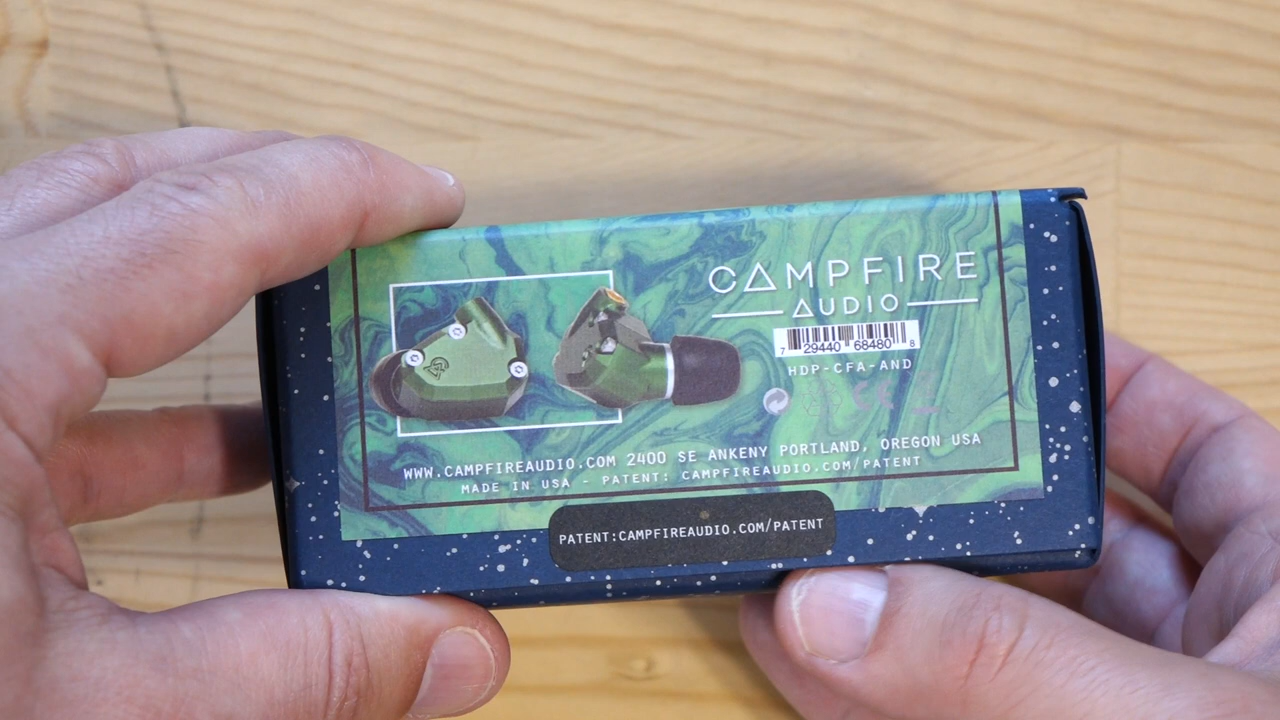 CAMPFIRE
AUDIO
7 29440 68480 8
HDP-CFA-AND
CE
WWW.CAMPFIREAUDIO.COM 2400 SE ANKENY PORTLAND, OREGON USA
MADE IN USA - PATENT: CAMPFIREAUDIO.COM/PATENT
PATENT:CAMPFIREAUDIO.COM/PATENT